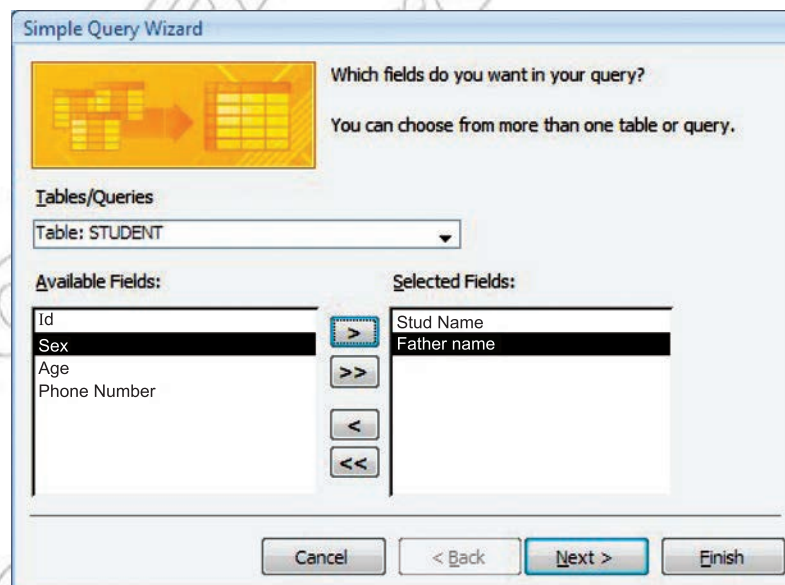 Simple Query Wizard
Which fields do you want in your query?
You can choose from more than one table or query.
Tables/Queries
Table: STUDENT
Available Fields:
Selected Fields:
Id
Sex
Age
Phone Number
>
>>
<
<<
Stud Name
Father name
Cancel
< Back
Next >
Finish